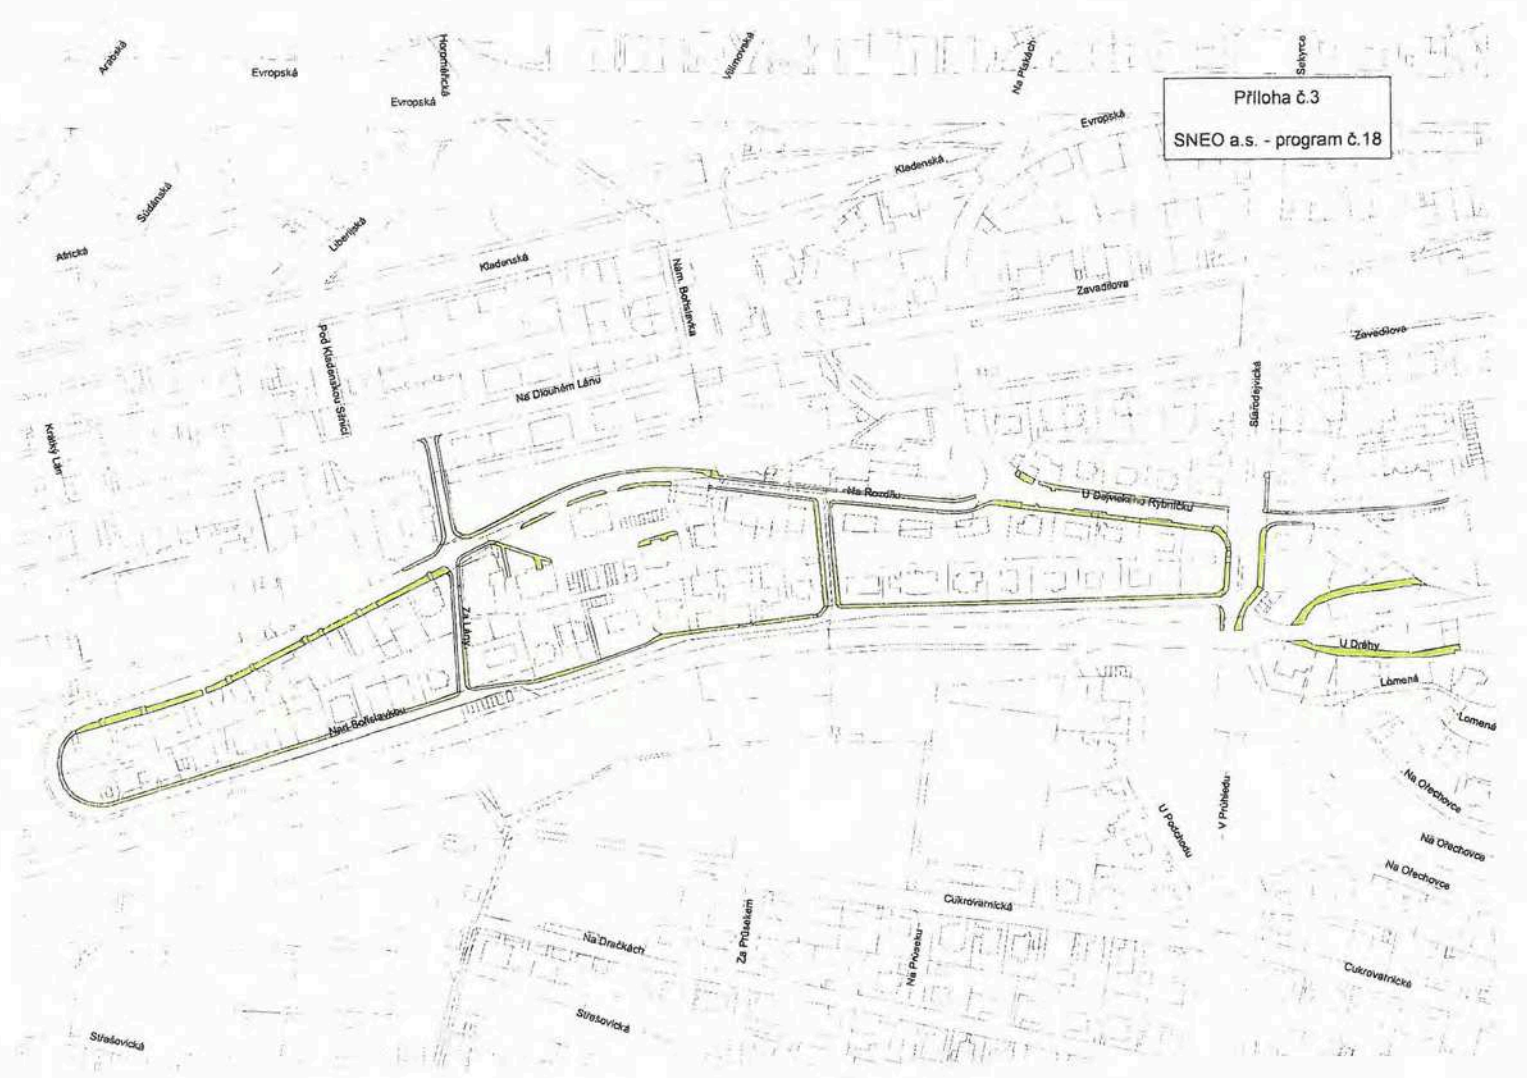 Arabská
Evropská
Horoměřická
Evropská
Vilímovská
Na Pískách
Sekyrce
Příloha č.3
SNEO a.s. - program č.18
Evropská
Kladenská
Súdánská
Africká
Liberijská
Kladenská
Nám. Bořislavka
Zavadilova
Zavadilova
Pod Kladenskou Silnicí
Na Dlouhém Lánu
Starodejvická
Krátký Lán
Na Rozdílu
U Dejvického Rybníčku
Za Lány
U Dráhy
Lomená
Lomená
Nad Bořislavkou
Na Ořechovce
V Průhledu
U Podchodu
Na Ořechovce
Na Ořechovce
Cukrovarnická
Za Průsekem
Na Dračkách
Na Průseku
Cukrovarnická
Střešovická
Střešovická